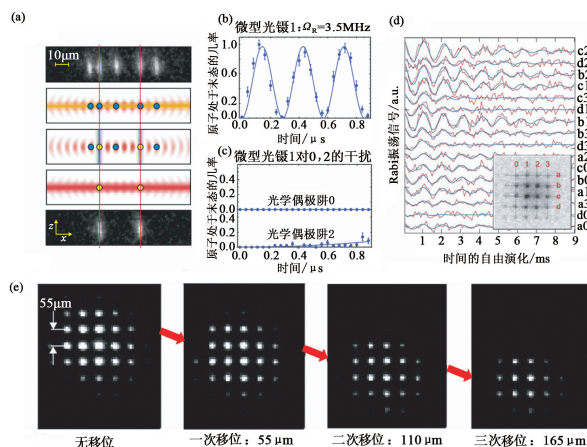 (a)
10μm
z
x
(b)
微型光镊1:Ω_R=3.5MHz
原子处于末态的几率
1.0
0.8
0.4
0.0
0 0.2 0.4 0.6 0.8
时间/μs
(c)
微型光镊1对0,2的干扰
原子处于末态的几率
0.4
0.0
光学偶极阱0
0.4
0.0
光学偶极阱2
0 0.2 0.4 0.6 0.8
时间/μs
(d)
Rabi振荡信号/a.u.
c2
d2
b2
c1
c3
d1
b1
d3
a2
c0
b0
a1
a3
d0
a0
0 1 2 3
a
b
c
d
1 2 3 4 5 6 7 8 9
时间的自由演化/ms
(e)
55μm
无移位
一次移位：55 μm
二次移位：110 μm
三次移位：165 μm